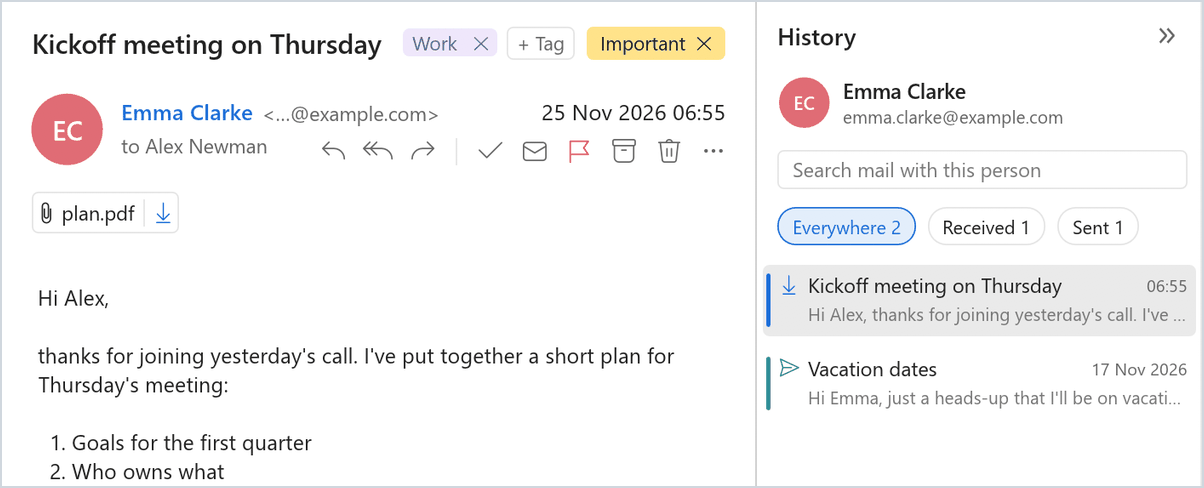 Kickoff meeting on Thursday
Work
+ Tag
Important
EC
Emma Clarke <...@example.com>
25 Nov 2026 06:55
to Alex Newman
plan.pdf
Hi Alex,
thanks for joining yesterday's call. I've put together a short plan for
Thursday's meeting:
1. Goals for the first quarter
2. Who owns what
History
EC
Emma Clarke
emma.clarke@example.com
Search mail with this person
Everywhere 2
Received 1
Sent 1
Kickoff meeting on Thursday
06:55
Hi Alex, thanks for joining yesterday's call. I've ...
Vacation dates
17 Nov 2026
Hi Emma, just a heads-up that I'll be on vacati...